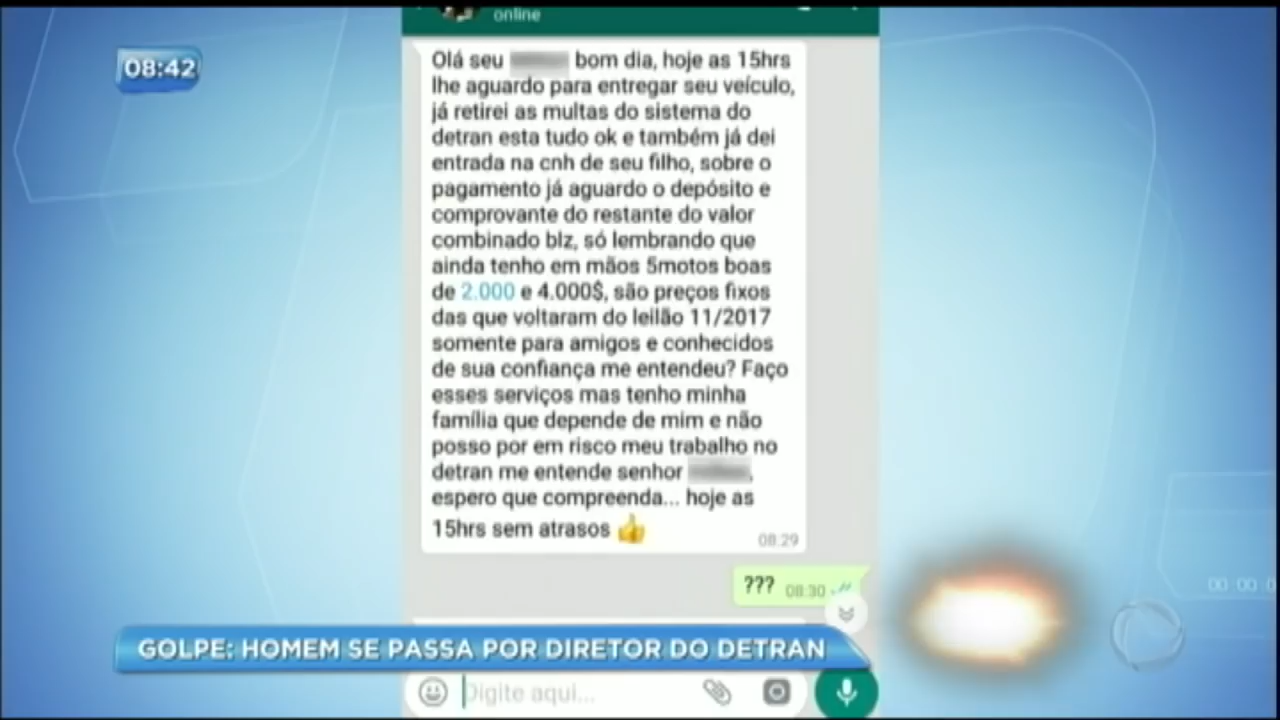 online
08:42
Olá seu bom dia, hoje as 15hrs
lhe aguardo para entregar seu veículo,
já retirei as multas do sistema do
detran esta tudo ok e também já dei
entrada na cnh de seu filho, sobre o
pagamento já aguardo o depósito e
comprovante do restante do valor
combinado blz, só lembrando que
ainda tenho em mãos 5motos boas
de 2.000 e 4.000$, são preços fixos
das que voltaram do leilão 11/2017
somente para amigos e conhecidos
de sua confiança me entendeu? Faço
esses serviços mas tenho minha
família que depende de mim e não
posso por em risco meu trabalho no
detran me entende senhor ,
espero que compreenda... hoje as
15hrs sem atrasos 👍
08:29
??? 08:30
00:00:0
GOLPE: HOMEM SE PASSA POR DIRETOR DO DETRAN
Digite aqui...